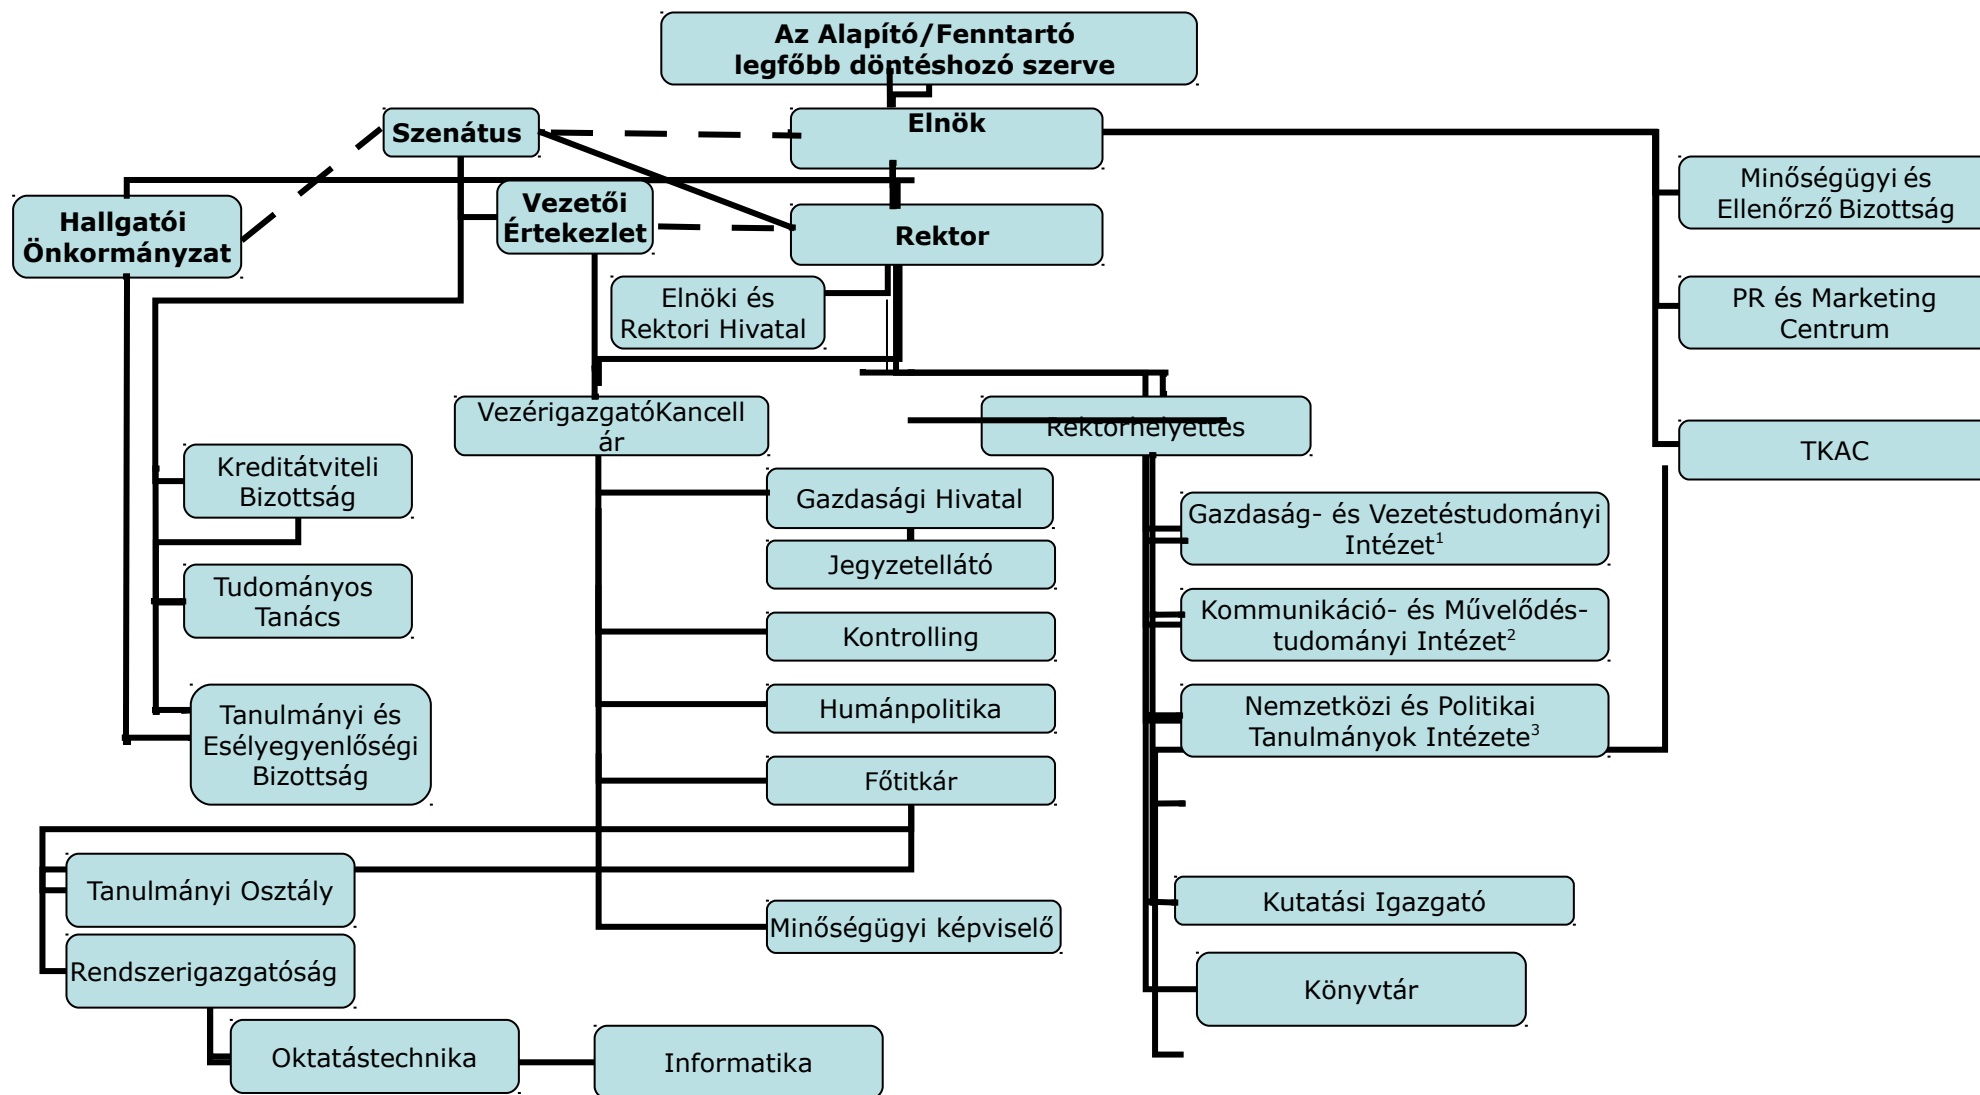 Az Alapító/Fenntartó
legfőbb döntéshozó szerve
Szenátus
Elnök
Minőségügyi és
Ellenőrző Bizottság
Hallgatói
Önkormányzat
Vezetői
Értekezlet
Rektor
Elnöki és
Rektori Hivatal
PR és Marketing
Centrum
VezérigazgatóKancell
ár
Rektorhelyettes
TKAC
Kreditátviteli
Bizottság
Gazdasági Hivatal
Gazdaság- és Vezetéstudományi
Intézet¹
Jegyzetellátó
Tudományos
Tanács
Kontrolling
Kommunikáció- és Művelődés-
tudományi Intézet²
Humánpolitika
Nemzetközi és Politikai
Tanulmányok Intézete³
Tanulmányi és
Esélyegyenlőségi
Bizottság
Főtitkár
Tanulmányi Osztály
Kutatási Igazgató
Minőségügyi képviselő
Rendszerigazgatóság
Könyvtár
Oktatástechnika
Informatika